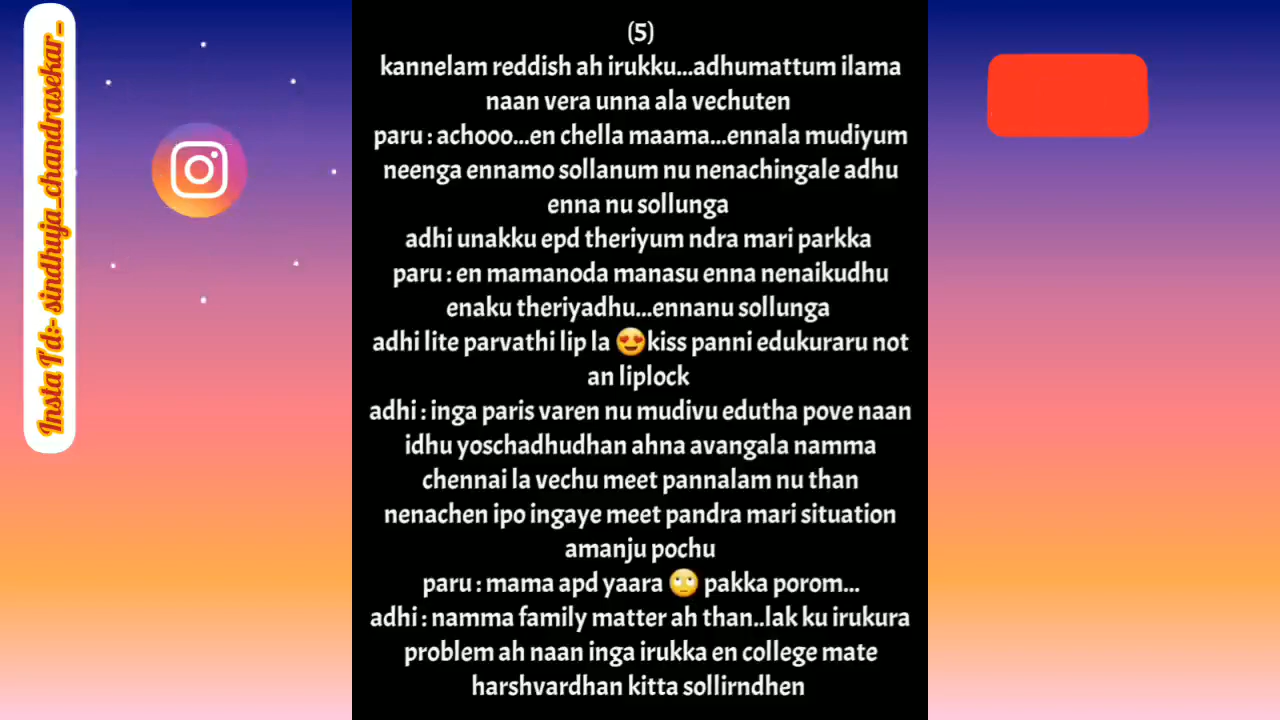 Insta I'd:- sindhuja_chandrasekar_
(5)
kannelam reddish ah irukku...adhumattum ilama
naan vera unna ala vechuten
paru : achooo...en chella maama...ennala mudiyum
neenga ennamo sollanum nu nenachingale adhu
enna nu sollunga
adhi unakku epd theriyum ndra mari parkka
paru : en mamanoda manasu enna nenaikudhu
enaku theriyadhu...ennanu sollunga
adhi lite parvathi lip la 😍kiss panni edukuraru not
an liplock
adhi : inga paris varen nu mudivu edutha pove naan
idhu yoschadhudhan ahna avangala namma
chennai la vechu meet pannalam nu than
nenachen ipo ingaye meet pandra mari situation
amanju pochu
paru : mama apd yaara 🙄 pakka porom...
adhi : namma family matter ah than..lak ku irukura
problem ah naan inga irukka en college mate
harshvardhan kitta sollirndhen